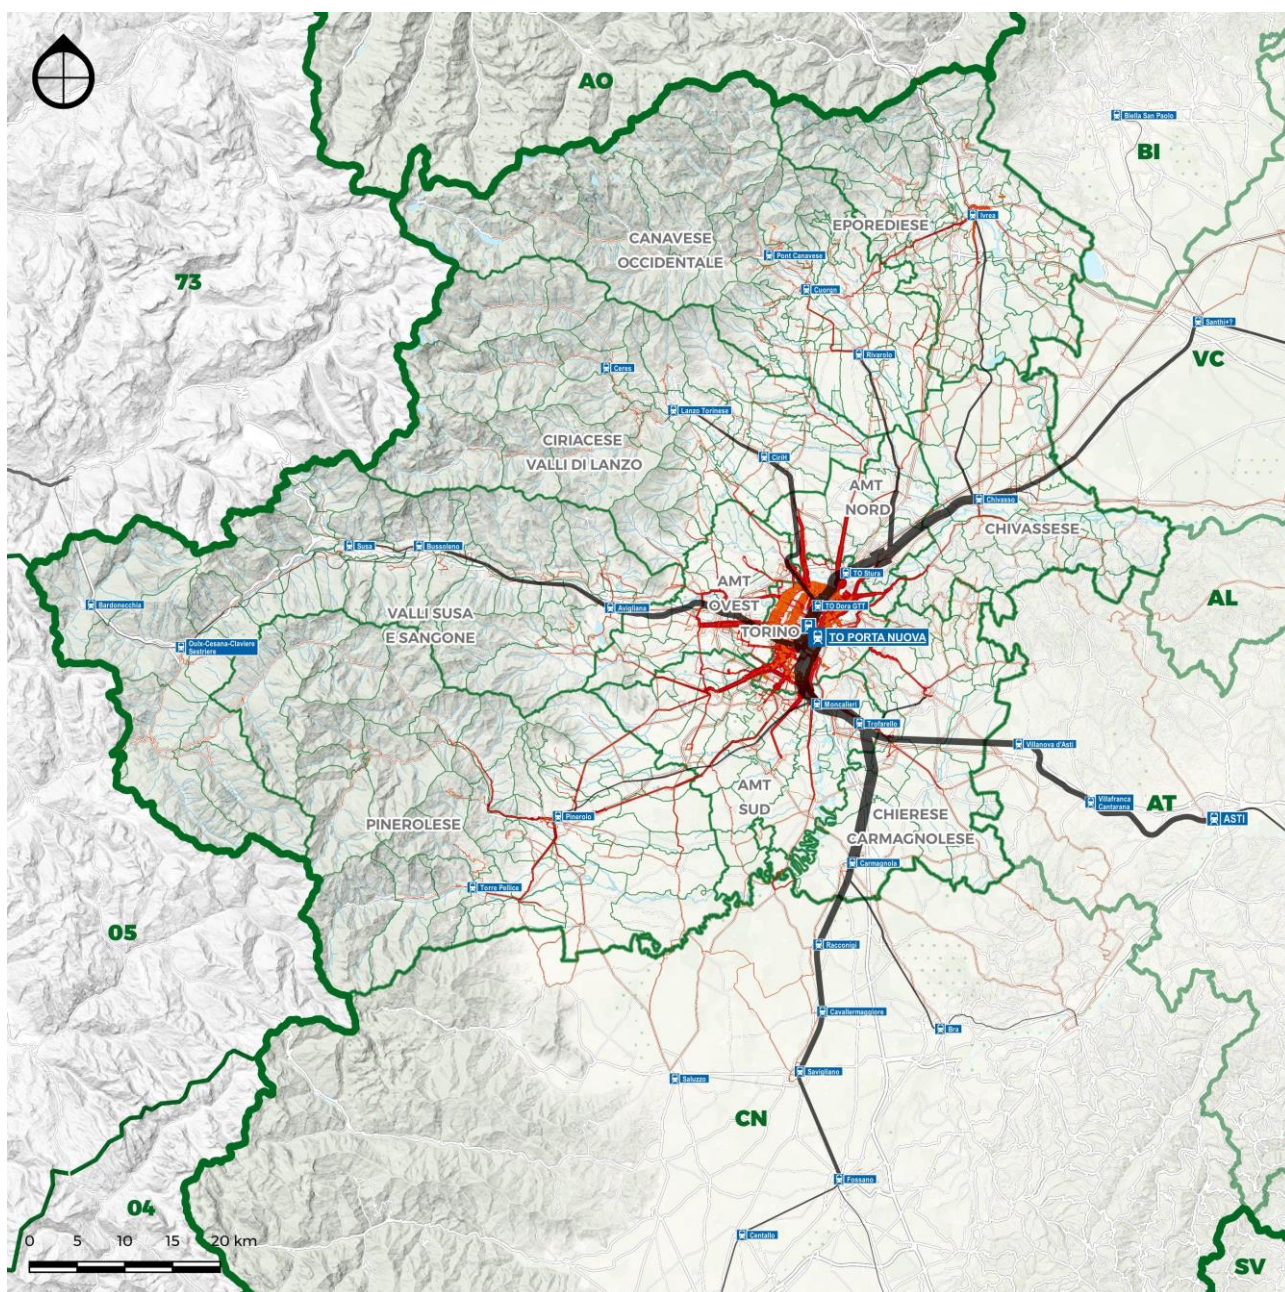 AO
Biella San Paolo
BI
Ivrea
EPOREDIESE
CANAVESE
OCCIDENTALE
Pont Canavese
73
Cuorgn
Santhi+?
Rivarolo
VC
Ceres
Lanzo Torinese
CIRIACESE
VALLI DI LANZO
CiriH
AMT
NORD
Chivasso
CHIVASSESE
Susa
Bussoleno
TO Stura
AMT
OVEST
Bardonecchia
Avigliana
TO Dora GTT
AL
VALLI SUSA
E SANGONE
TORINO
TO PORTA NUOVA
Oulx-Cesana-Claviere
Sestriere
Moncalieri
Trofarello
Villanova d'Asti
AMT
SUD
Villafranca
Cantarana
AT
ASTI
PINEROLESE
Pinerolo
CHIERESE
CARMAGNOLESE
Carmagnola
Torre Pellice
05
Racconigi
Cavallermaggiore
Bra
Saluzzo
Savigliano
CN
Fossano
04
Centallo
0 5 10 15 20 km
SV